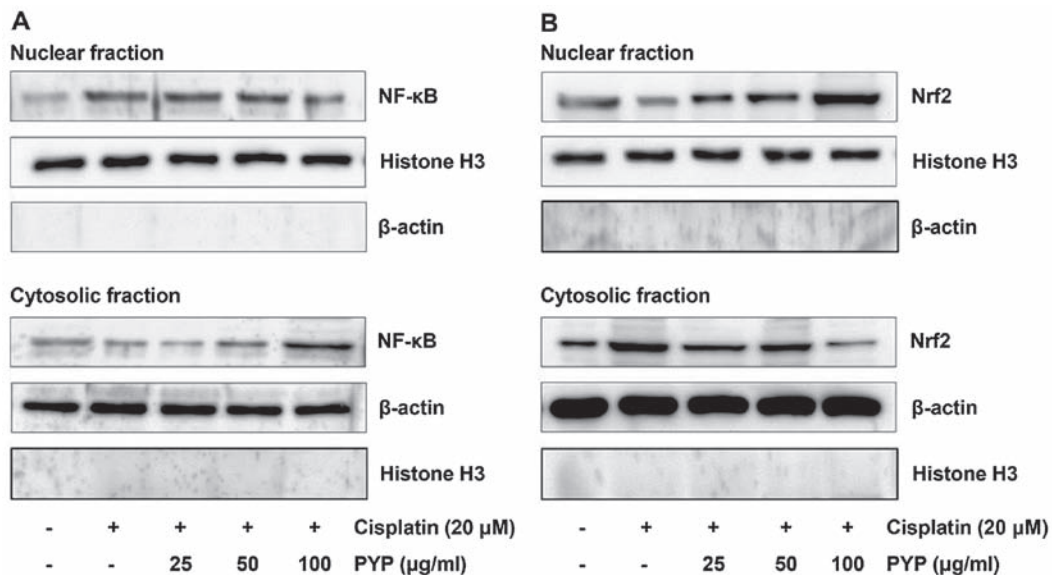 A
Nuclear fraction
NF-κB
Histone H3
β-actin
Cytosolic fraction
NF-κB
β-actin
Histone H3
- + + + + Cisplatin (20 μM)
- - 25 50 100 PYP (μg/ml)
B
Nuclear fraction
Nrf2
Histone H3
β-actin
Cytosolic fraction
Nrf2
β-actin
Histone H3
- + + + + Cisplatin (20 μM)
- - 25 50 100 PYP (μg/ml)